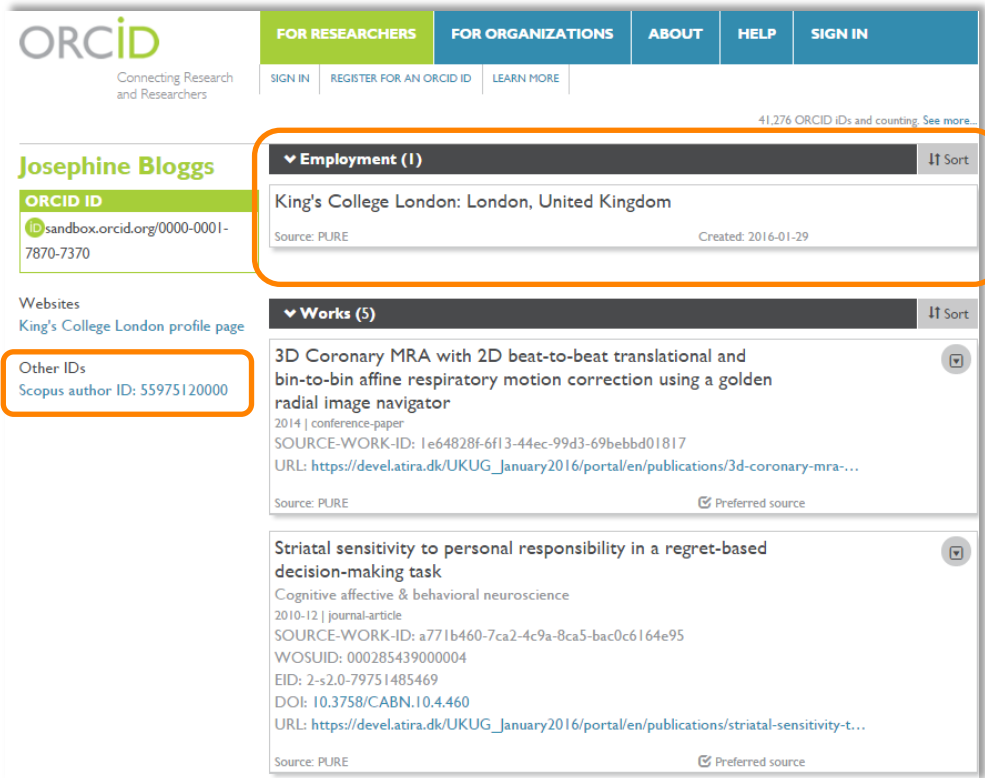 ORCID
Connecting Research
and Researchers
FOR RESEARCHERS
FOR ORGANIZATIONS
ABOUT
HELP
SIGN IN
SIGN IN
REGISTER FOR AN ORCID ID
LEARN MORE
41,276 ORCID iDs and counting. See more...
Josephine Bloggs
ORCID ID
iD sandbox.orcid.org/0000-0001-
7870-7370
Websites
King's College London profile page
Other IDs
Scopus author ID: 55975120000
Employment (1)
Sort
King's College London: London, United Kingdom
Source: PURE
Created: 2016-01-29
Works (5)
Sort
3D Coronary MRA with 2D beat-to-beat translational and
bin-to-bin affine respiratory motion correction using a golden
radial image navigator
2014 | conference-paper
SOURCE-WORK-ID: 1e64828f-6f13-44ec-99d3-69bebbd01817
URL: https://devel.atira.dk/UKUG_January2016/portal/en/publications/3d-coronary-mra-...
Source: PURE
Preferred source
Striatal sensitivity to personal responsibility in a regret-based
decision-making task
Cognitive affective & behavioral neuroscience
2010-12 | journal-article
SOURCE-WORK-ID: a771b460-7ca2-4c9a-8ca5-bac0c6164e95
WOSUID: 000285439000004
EID: 2-s2.0-79751485469
DOI: 10.3758/CABN.10.4.460
URL: https://devel.atira.dk/UKUG_January2016/portal/en/publications/striatal-sensitivity-t...
Source: PURE
Preferred source